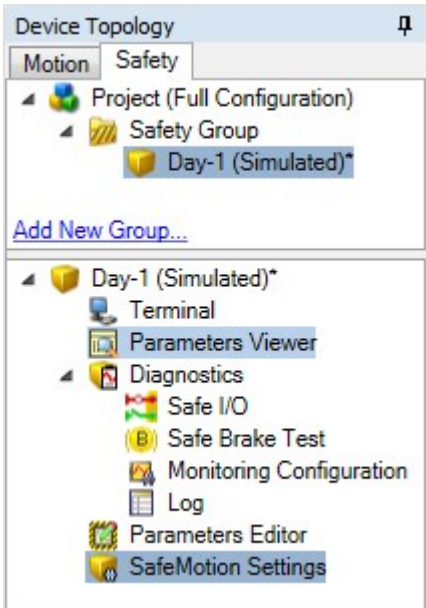 Device Topology
Motion Safety
Project (Full Configuration)
Safety Group
Day-1 (Simulated)*
Add New Group...
Day-1 (Simulated)*
Terminal
Parameters Viewer
Diagnostics
Safe I/O
B Safe Brake Test
Monitoring Configuration
Log
Parameters Editor
SafeMotion Settings